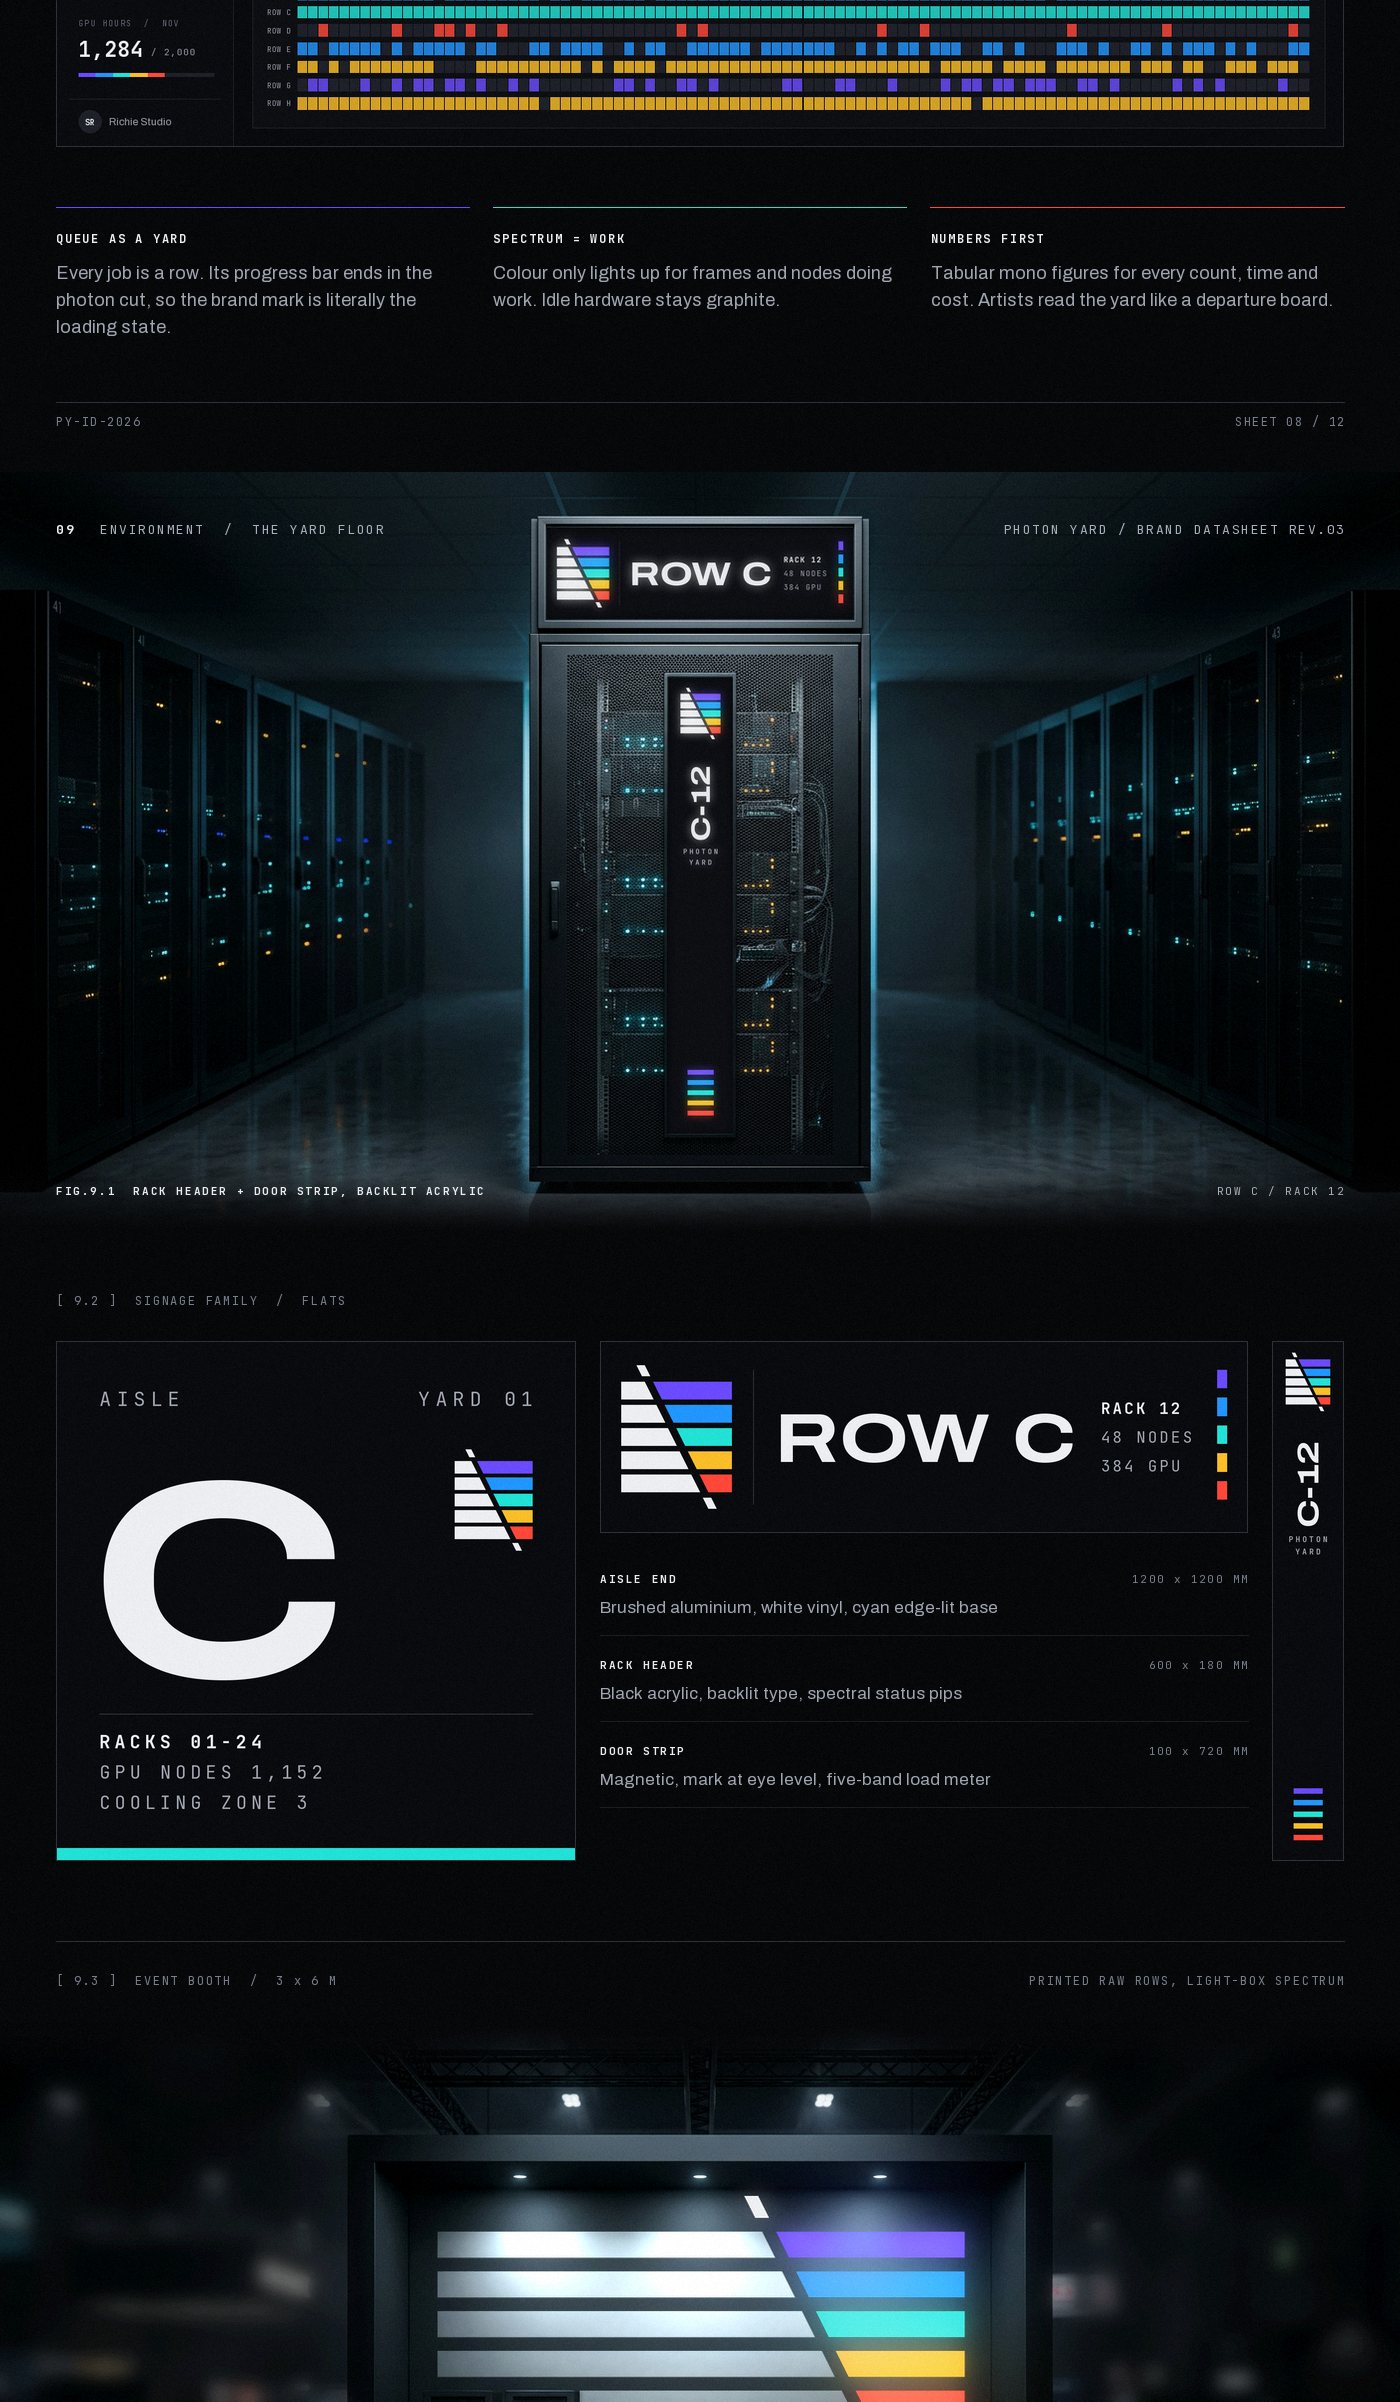 GPU HOURS / NOV
1,284 / 2,000
SR Richie Studio
ROW C
ROW D
ROW E
ROW F
ROW G
ROW H
QUEUE AS A YARD
Every job is a row. Its progress bar ends in the
photon cut, so the brand mark is literally the
loading state.
SPECTRUM = WORK
Colour only lights up for frames and nodes doing
work. Idle hardware stays graphite.
NUMBERS FIRST
Tabular mono figures for every count, time and
cost. Artists read the yard like a departure board.
PY-ID-2026
SHEET 08 / 12
09 ENVIRONMENT / THE YARD FLOOR
PHOTON YARD / BRAND DATASHEET REV.03
ROW C
RACK 12
48 NODES
384 GPU
41
41
43
C-12
PHOTON
YARD
FIG.9.1 RACK HEADER + DOOR STRIP, BACKLIT ACRYLIC
ROW C / RACK 12
[ 9.2 ] SIGNAGE FAMILY / FLATS
AISLE
YARD 01
C
RACKS 01-24
GPU NODES 1,152
COOLING ZONE 3
ROW C
RACK 12
48 NODES
384 GPU
AISLE END
1200 x 1200 MM
Brushed aluminium, white vinyl, cyan edge-lit base
RACK HEADER
600 x 180 MM
Black acrylic, backlit type, spectral status pips
DOOR STRIP
100 x 720 MM
Magnetic, mark at eye level, five-band load meter
C-12
PHOTON
YARD
[ 9.3 ] EVENT BOOTH / 3 x 6 M
PRINTED RAW ROWS, LIGHT-BOX SPECTRUM